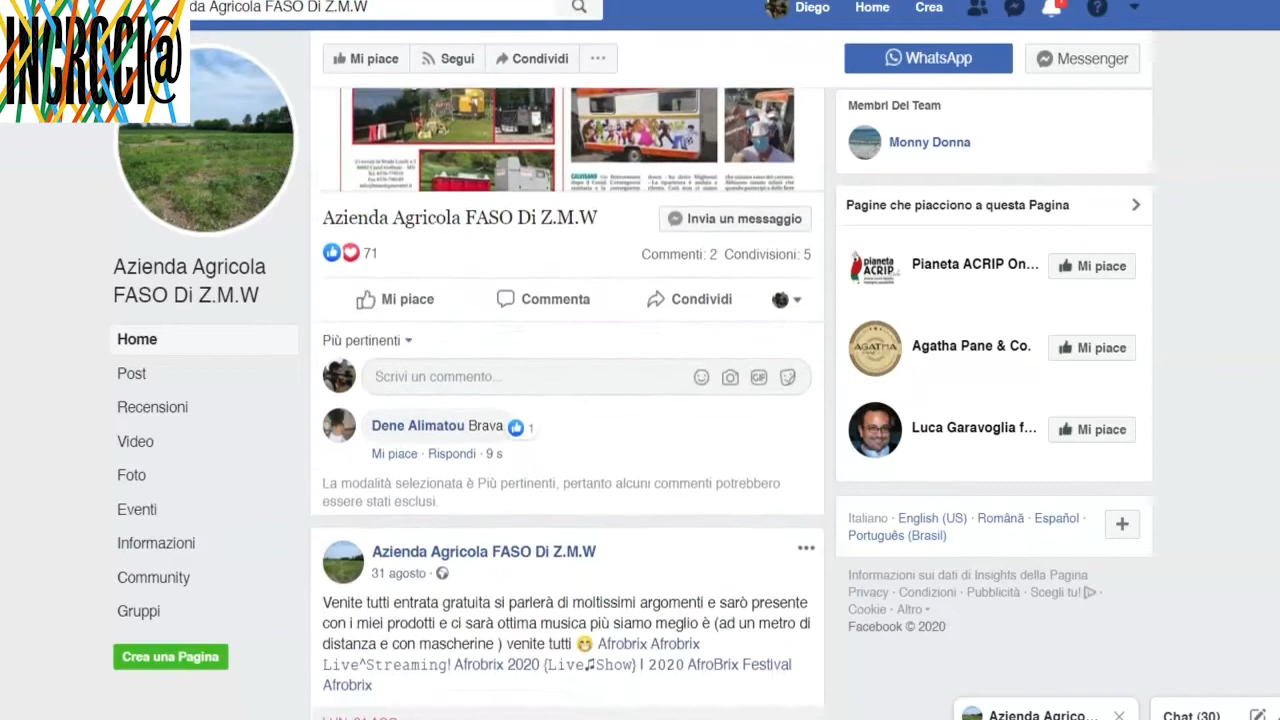 INCROCI@
da Agricola FASO Di Z.M.W
Diego Home Crea
Mi piace Segui Condividi ...
WhatsApp Messenger
CALVISANO
Azienda Agricola FASO Di Z.M.W
Invia un messaggio
71
Commenti: 2 Condivisioni: 5
Mi piace Commenta Condividi
Più pertinenti
Scrivi un commento...
GIF
Dene Alimatou Brava 1
Mi piace · Rispondi · 9 s
La modalità selezionata è Più pertinenti, pertanto alcuni commenti potrebbero
essere stati esclusi.
Azienda Agricola FASO Di Z.M.W
31 agosto ·
Venite tutti entrata gratuita si parlerà di moltissimi argomenti e sarò presente
con i miei prodotti e ci sarà ottima musica più siamo meglio è (ad un metro di
distanza e con mascherine ) venite tutti 😁 Afrobrix Afrobrix
Live^Streaming! Afrobrix 2020 {Live♫Show} | 2020 AfroBrix Festival
Afrobrix
Azienda Agricola
FASO Di Z.M.W
Home
Post
Recensioni
Video
Foto
Eventi
Informazioni
Community
Gruppi
Crea una Pagina
Membri Del Team
Monny Donna
Pagine che piacciono a questa Pagina
pianeta
ACRIP
Pianeta ACRIP On... Mi piace
AGATHA
Agatha Pane & Co. Mi piace
Luca Garavoglia f... Mi piace
Italiano · English (US) · Română · Español ·
Português (Brasil)
Informazioni sui dati di Insights della Pagina
Privacy · Condizioni · Pubblicità · Scegli tu! ·
Cookie · Altro
Facebook © 2020
Azienda Agrico...
Chat (30)